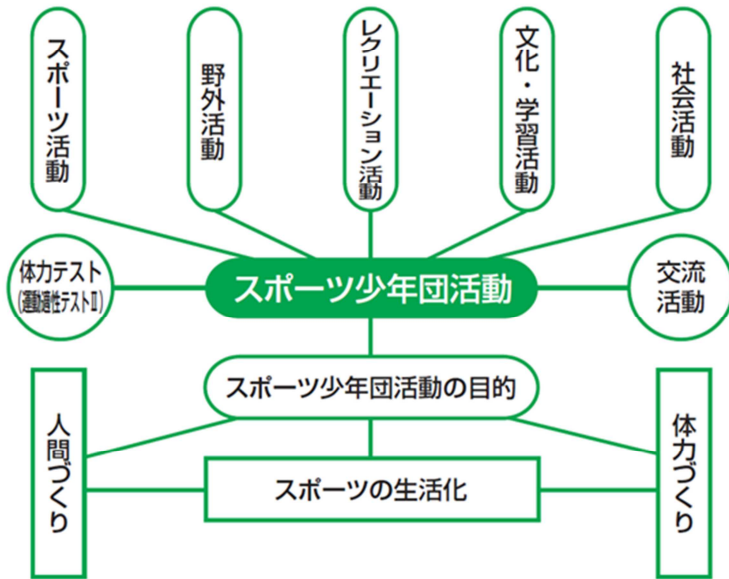 スポーツ活動
野外活動
レクリエーション活動
文化・学習活動
社会活動
体力テスト
(運動適性テストⅡ)
スポーツ少年団活動
交流
活動
スポーツ少年団活動の目的
人間づくり
スポーツの生活化
体力づくり